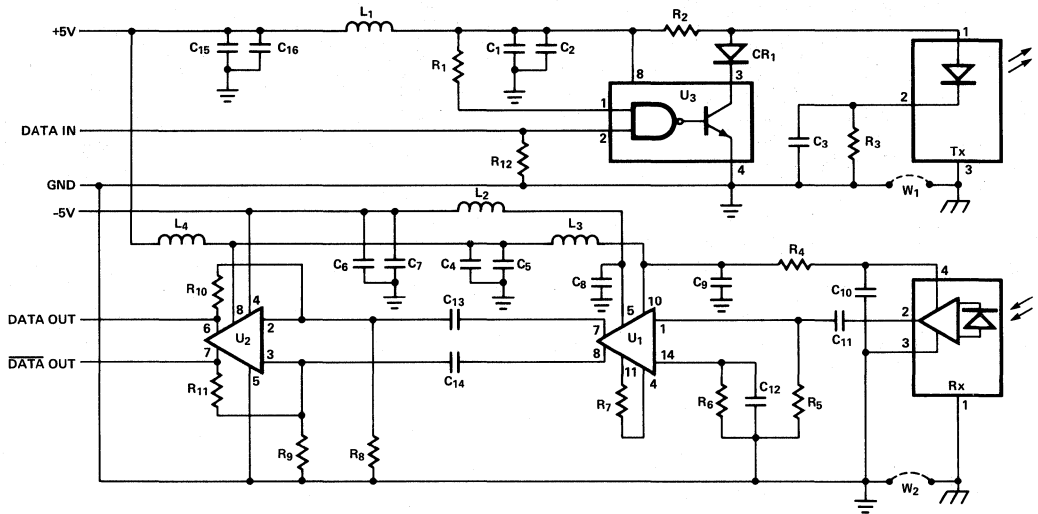 L1
R2
+5V
1
C15
C16
R1
C1
C2
CR1
8
3
U3
1
2
2
DATA IN
R12
C3
R3
Tx
4
3
GND
W1
–5V
L2
L4
L3
R4
C6
C7
C4
C5
C8
C9
C10
4
R10
8
4
C13
5
10
DATA OUT
6
2
7
1
2
U2
U1
C11
7
3
8
14
3
DATA OUT
C14
R11
5
11
4
C12
R7
R6
R5
Rx
1
R9
R8
W2